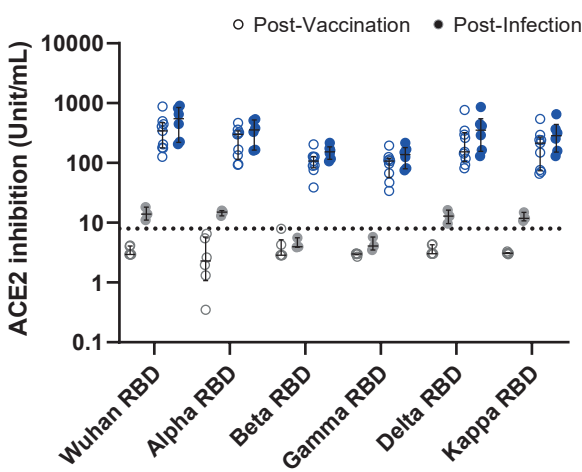 Post-Vaccination Post-Infection
ACE2 inhibition (Unit/mL)
10000
1000
100
10
1
0.1
Wuhan RBD
Alpha RBD
Beta RBD
Gamma RBD
Delta RBD
Kappa RBD